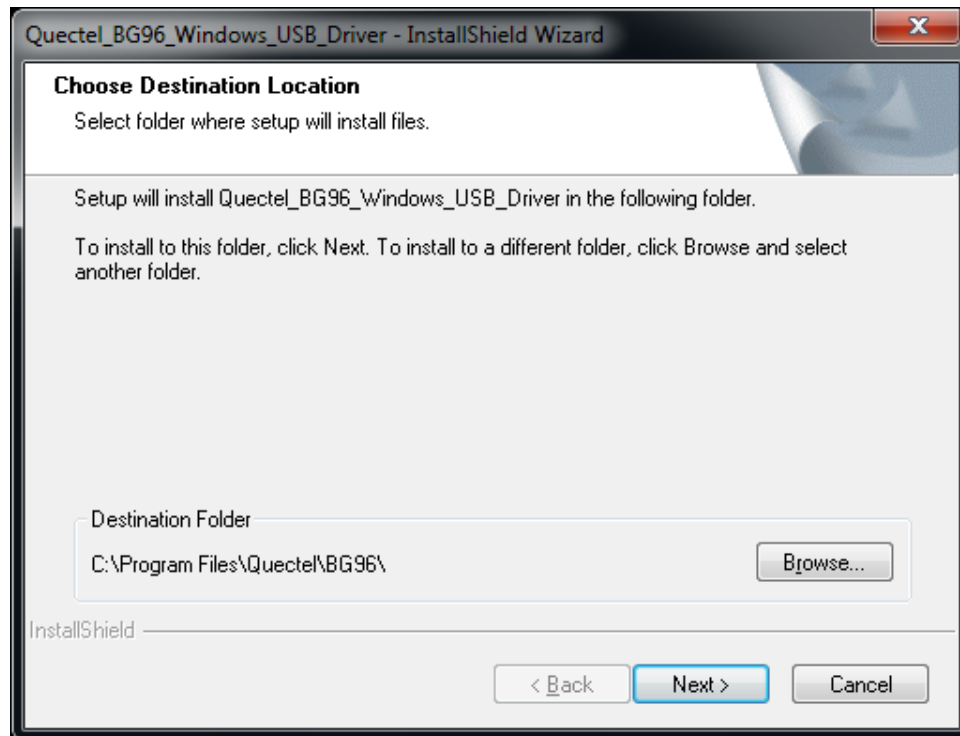 Quectel_BG96_Windows_USB_Driver - InstallShield Wizard
Choose Destination Location
Select folder where setup will install files.
Setup will install Quectel_BG96_Windows_USB_Driver in the following folder.
To install to this folder, click Next. To install to a different folder, click Browse and select
another folder.
Destination Folder
C:\Program Files\Quectel\BG96\
Browse...
InstallShield
< Back
Next >
Cancel